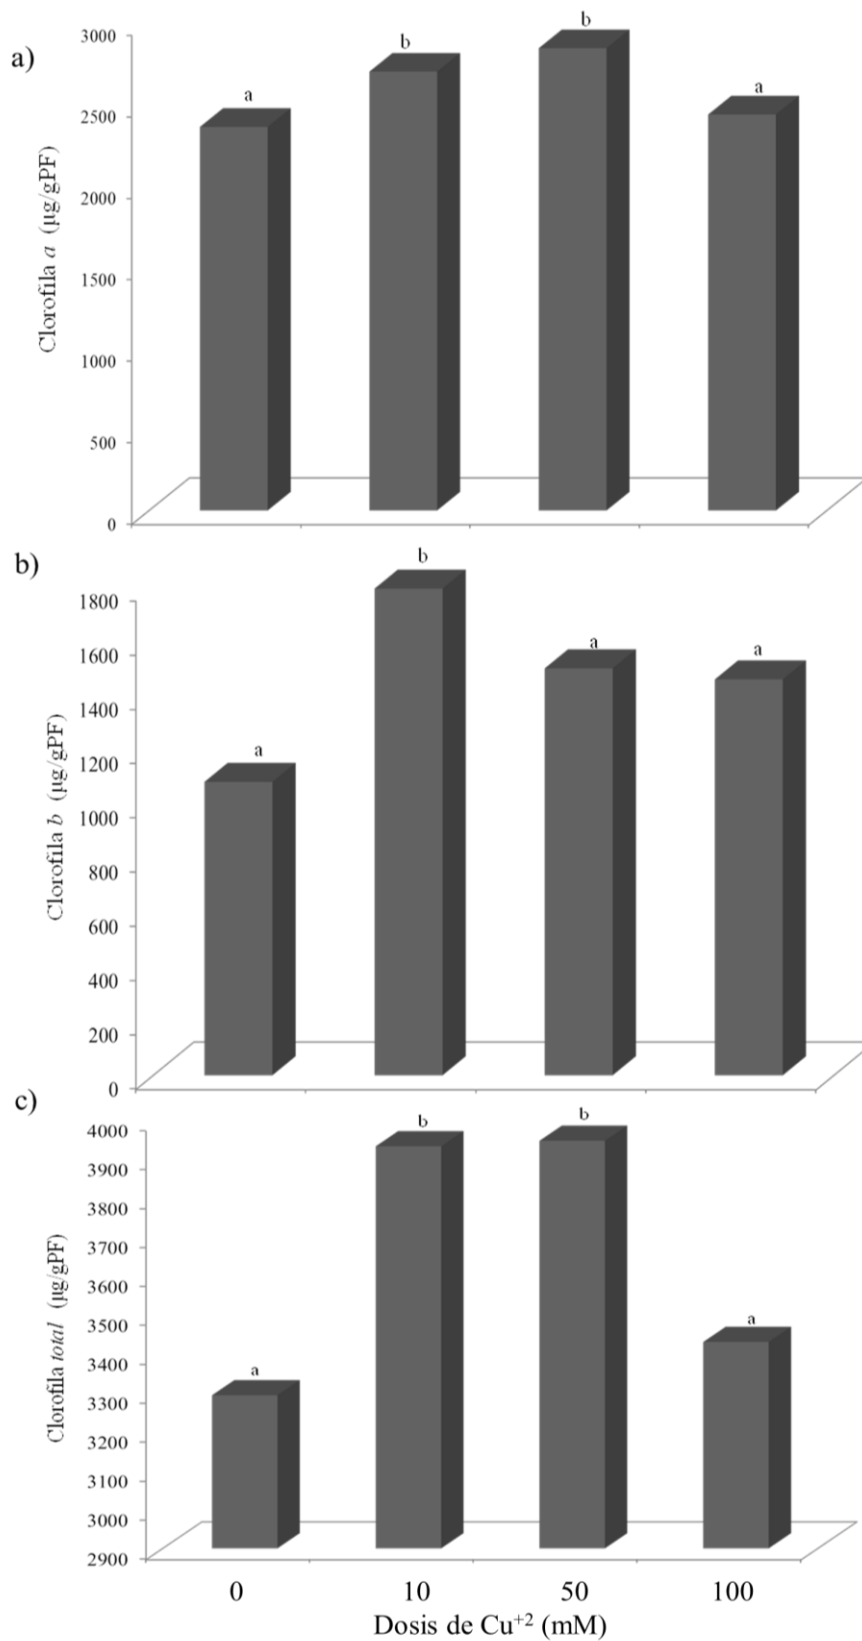 a)
Clorofila a (µg/gPF)
3000
2500
2000
1500
1000
500
0
a
b
b
a
b)
Clorofila b (µg/gPF)
1800
1600
1400
1200
1000
800
600
400
200
0
a
b
a
a
c)
Clorofila total (µg/gPF)
4000
3900
3800
3700
3600
3500
3400
3300
3200
3100
3000
2900
a
b
b
a
0 10 50 100
Dosis de Cu⁺² (mM)